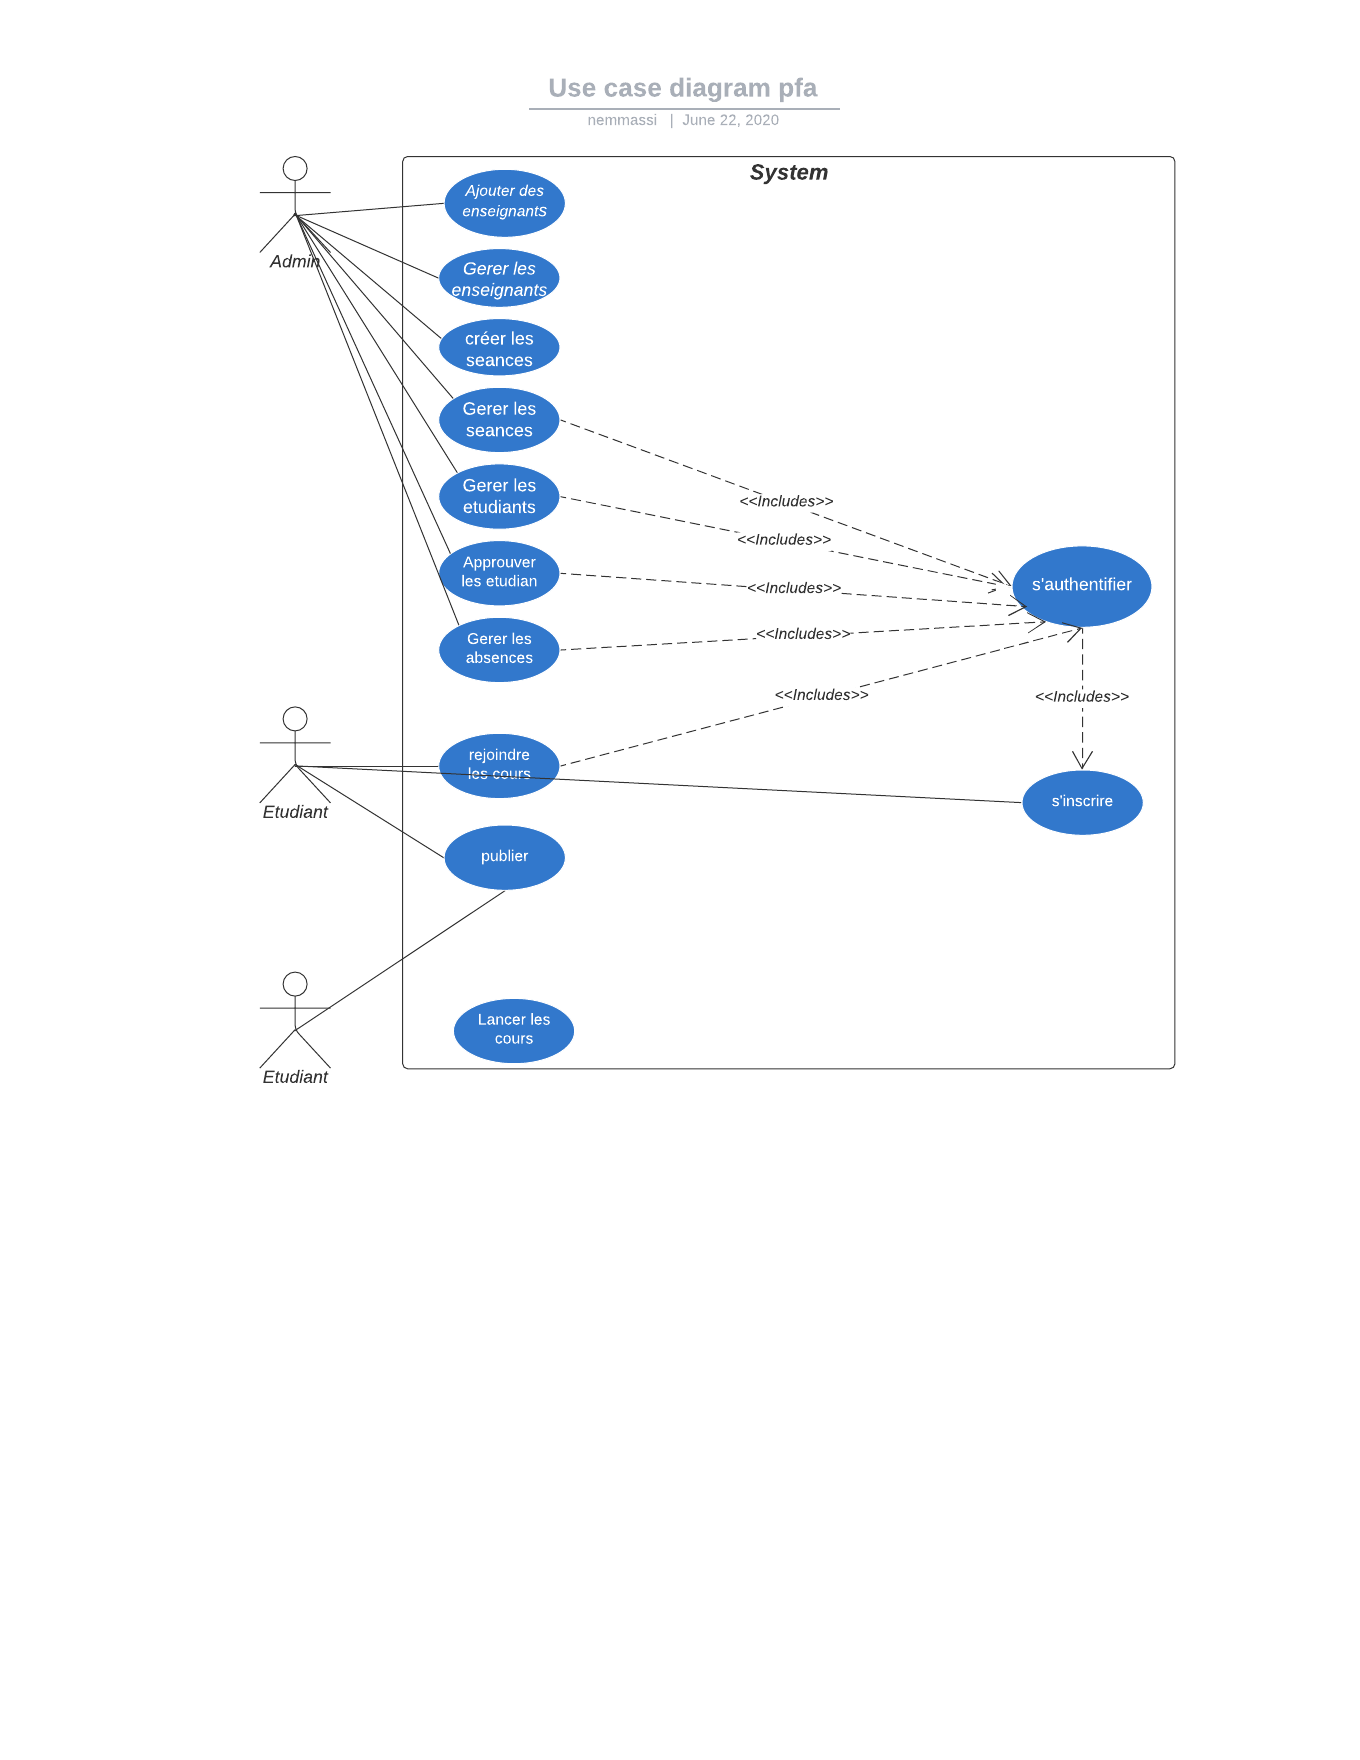 Use case diagram pfa
nemmassi | June 22, 2020
System
Ajouter des
enseignants
Admin
Gerer les
enseignants
créer les
seances
Gerer les
seances
Gerer les
etudiants
<<Includes>>
<<Includes>>
Approuver
les etudian
<<Includes>>
s'authentifier
Gerer les
absences
<<Includes>>
<<Includes>>
<<Includes>>
rejoindre
les cours
Etudiant
s'inscrire
publier
Lancer les
cours
Etudiant